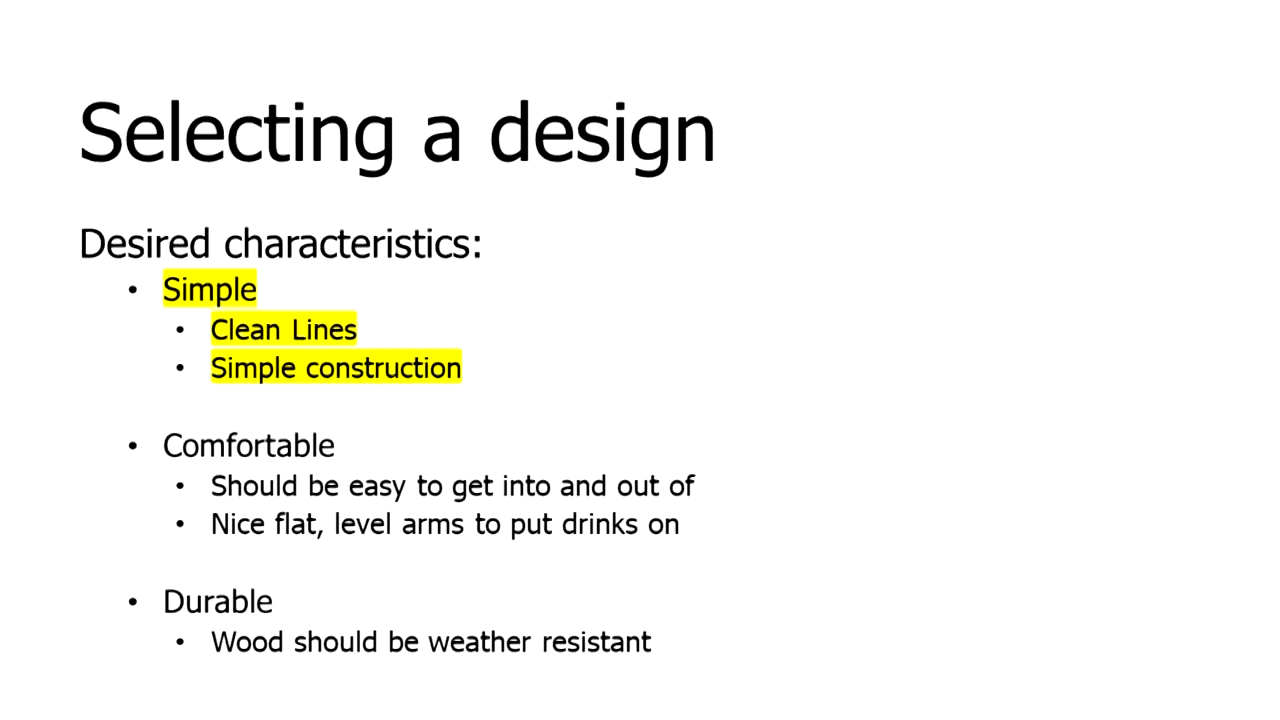 Selecting a design
Desired characteristics:
• Simple
• Clean Lines
• Simple construction
• Comfortable
• Should be easy to get into and out of
• Nice flat, level arms to put drinks on
• Durable
• Wood should be weather resistant